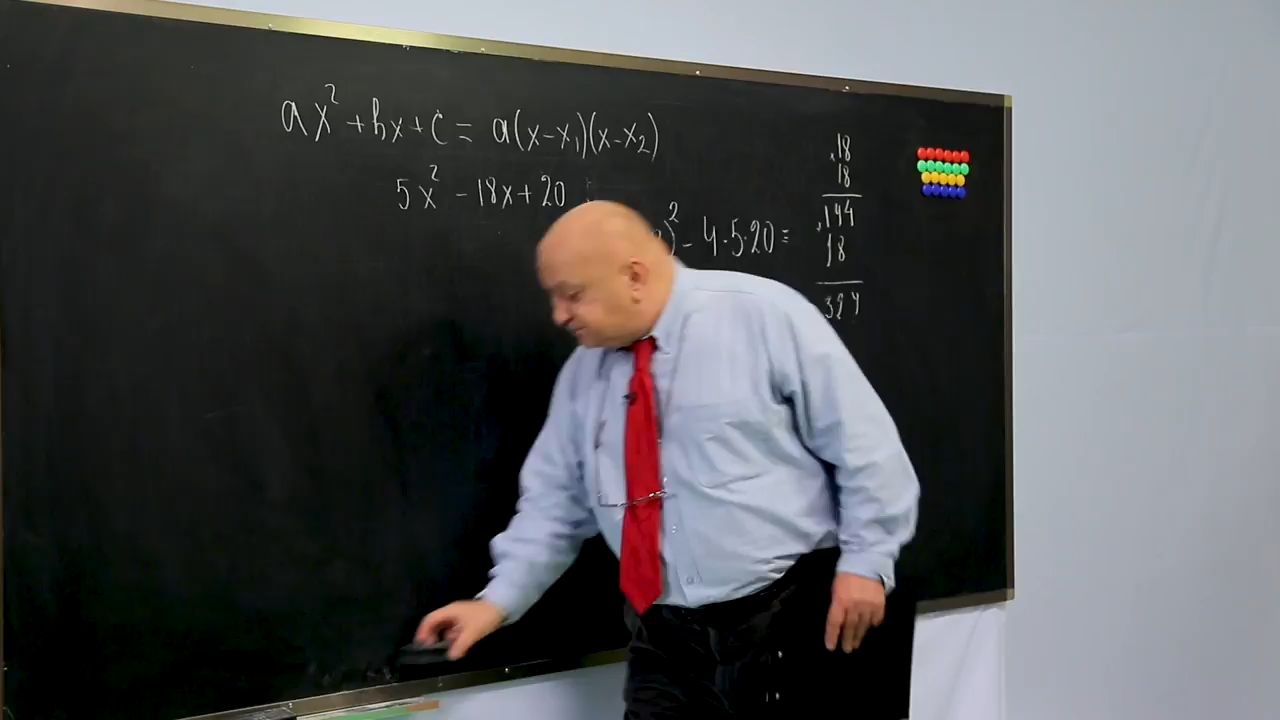 ax² + bx + c = a(x-x₁)(x-x₂)
5x² - 18x + 20
)² - 4·5·20 =
×18
18
144
+18
324